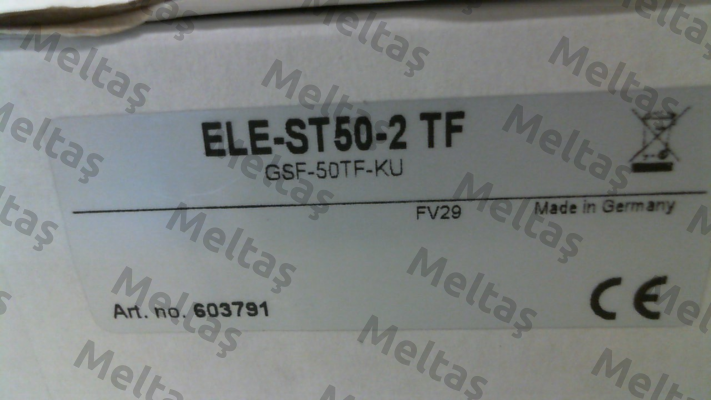 ELE-ST50-2 TF
GSF-50TF-KU
FV29 Made in Germany
Art. no. 603791
CE
Meltaş